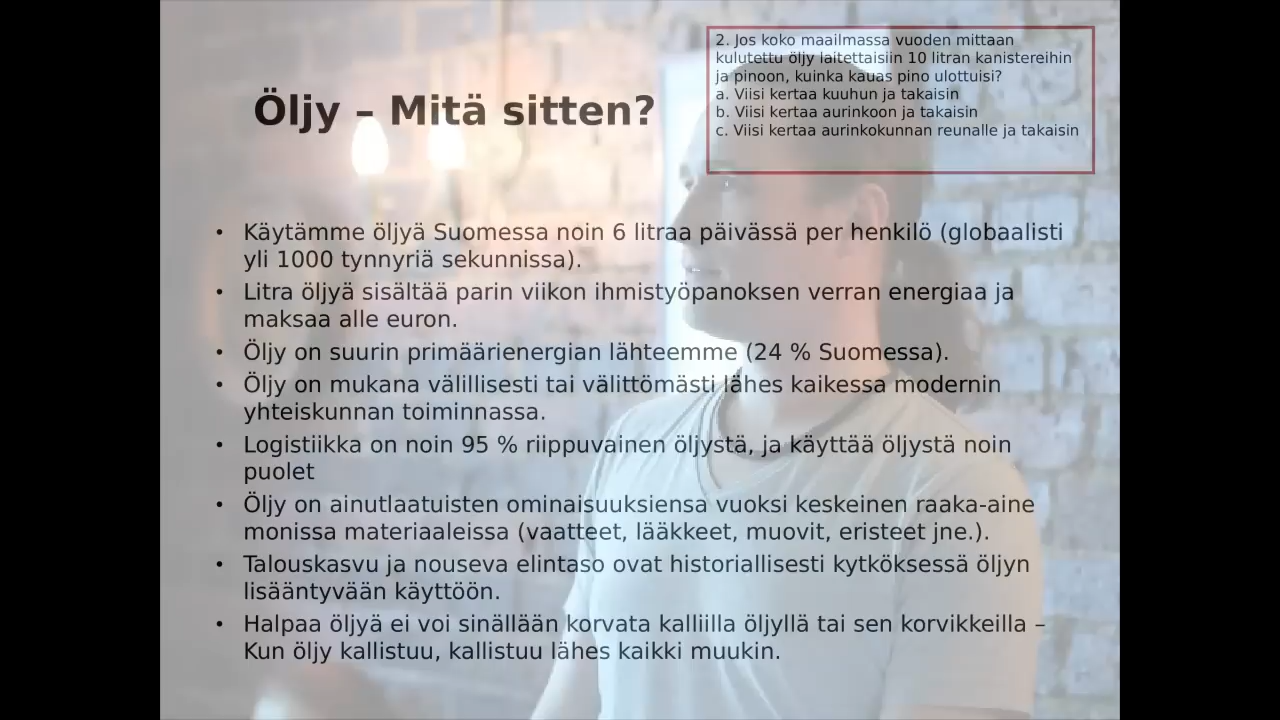 2. Jos koko maailmassa vuoden mittaan
kulutettu öljy laitettaisiin 10 litran kanistereihin
ja pinoon, kuinka kauas pino ulottuisi?
a. Viisi kertaa kuuhun ja takaisin
b. Viisi kertaa aurinkoon ja takaisin
c. Viisi kertaa aurinkokunnan reunalle ja takaisin
Öljy – Mitä sitten?
• Käytämme öljyä Suomessa noin 6 litraa päivässä per henkilö (globaalisti
yli 1000 tynnyriä sekunnissa).
• Litra öljyä sisältää parin viikon ihmistyöpanoksen verran energiaa ja
maksaa alle euron.
• Öljy on suurin primäärienergian lähteemme (24 % Suomessa).
• Öljy on mukana välillisesti tai välittömästi lähes kaikessa modernin
yhteiskunnan toiminnassa.
• Logistiikka on noin 95 % riippuvainen öljystä, ja käyttää öljystä noin
puolet
• Öljy on ainutlaatuisten ominaisuuksiensa vuoksi keskeinen raaka-aine
monissa materiaaleissa (vaatteet, lääkkeet, muovit, eristeet jne.).
• Talouskasvu ja nouseva elintaso ovat historiallisesti kytköksessä öljyn
lisääntyvään käyttöön.
• Halpaa öljyä ei voi sinällään korvata kalliilla öljyllä tai sen korvikkeilla –
Kun öljy kallistuu, kallistuu lähes kaikki muukin.